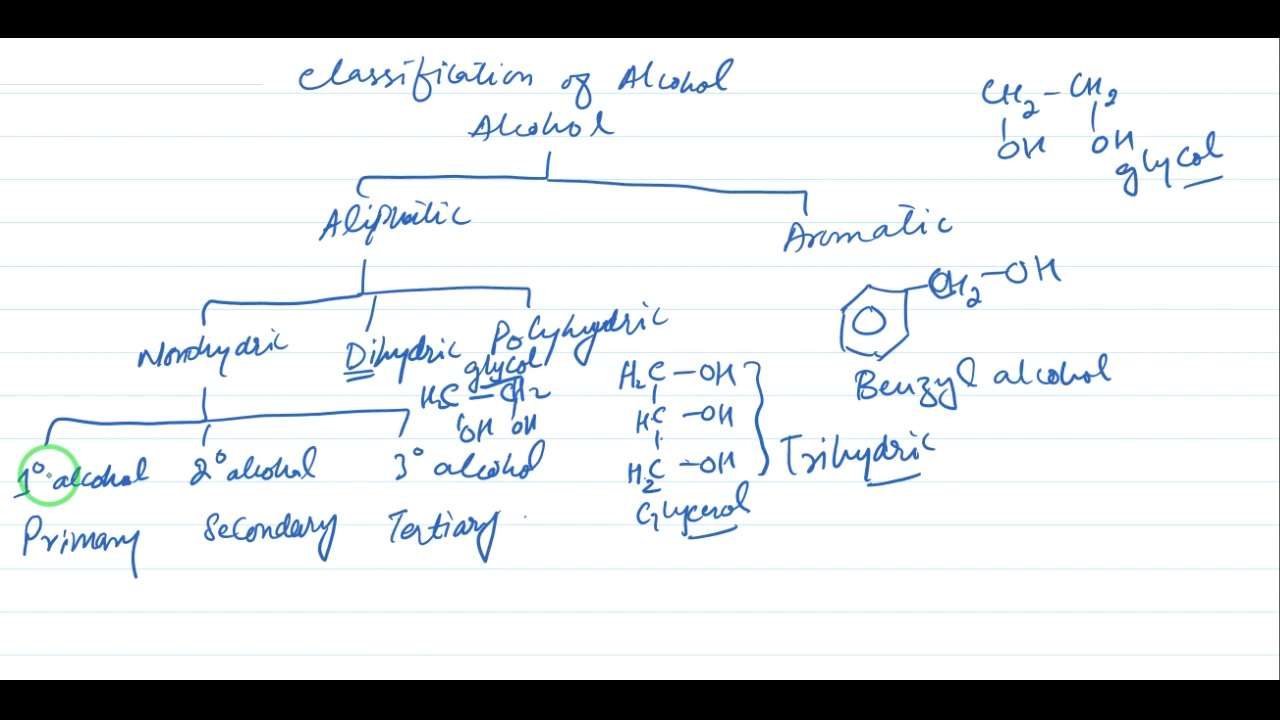 Classification of Alcohol
Alcohol
CH2-CH2
OH OH
glycol
Aliphatic
Aromatic
CH2-OH
Benzyl alcohol
Monohydric Dihydric Polyhydric
glycol
H2C-CH2
OH OH
H2C-OH
HC-OH
H2C-OH
Glycerol
Trihydric
1° alcohol 2° alcohol 3° alcohol
Primary Secondary Tertiary